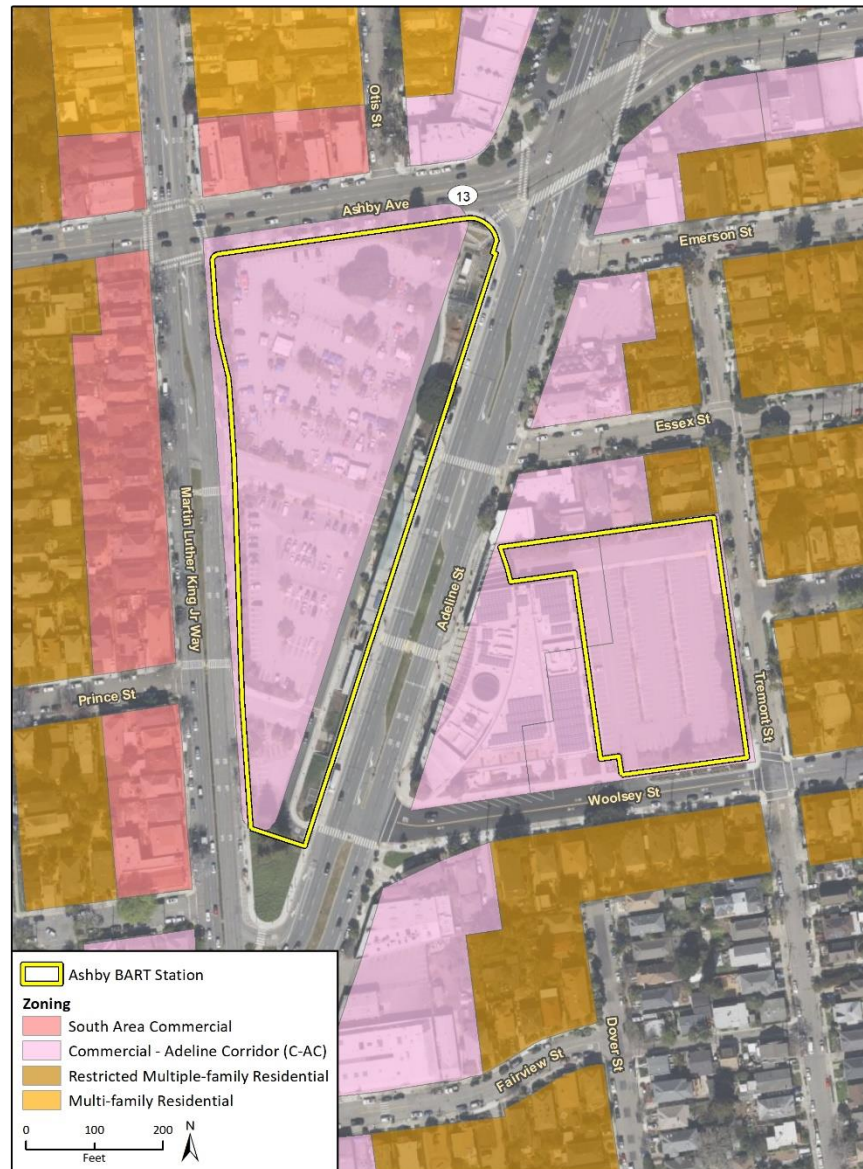 Otis St
13
Ashby Ave
Emerson St
Essex St
Martin Luther King Jr Way
Adeline St
Prince St
Tremont St
Woolsey St
Dover St
Fairview St
Ashby BART Station
Zoning
South Area Commercial
Commercial - Adeline Corridor (C-AC)
Restricted Multiple-family Residential
Multi-family Residential
0 100 200 N
Feet